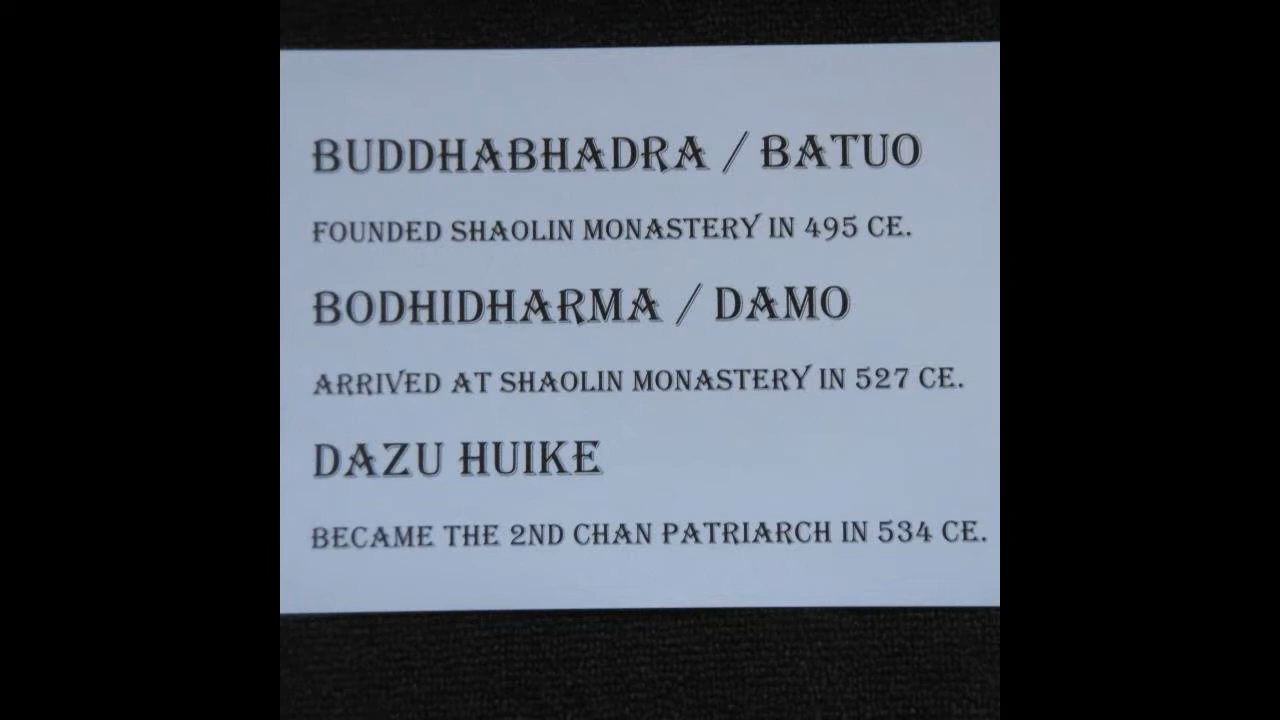 BUDDHABHADRA / BATUO
FOUNDED SHAOLIN MONASTERY IN 495 CE.
BODHIDHARMA / DAMO
ARRIVED AT SHAOLIN MONASTERY IN 527 CE.
DAZU HUIKE
BECAME THE 2ND CHAN PATRIARCH IN 534 CE.